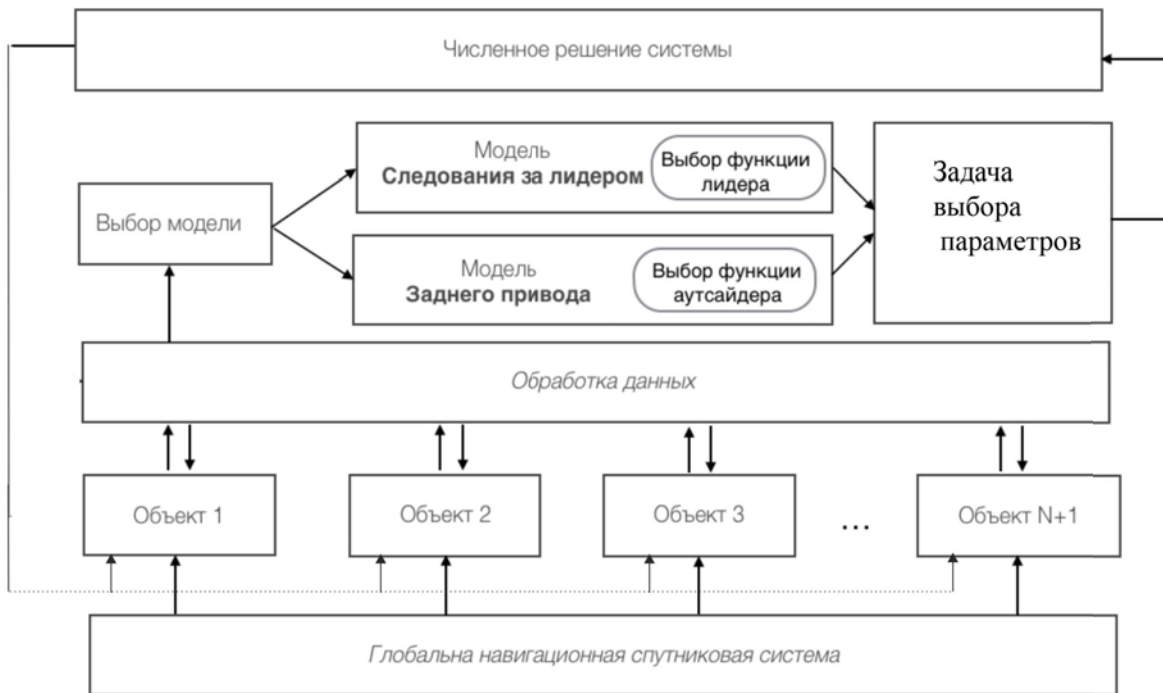 Численное решение системы
Модель
Следования за лидером
Выбор функции
лидера
Задача
выбора
параметров
Выбор модели
Модель
Заднего привода
Выбор функции
аутсайдера
Обработка данных
Объект 1
Объект 2
Объект 3
...
Объект N+1
Глобальна навигационная спутниковая система